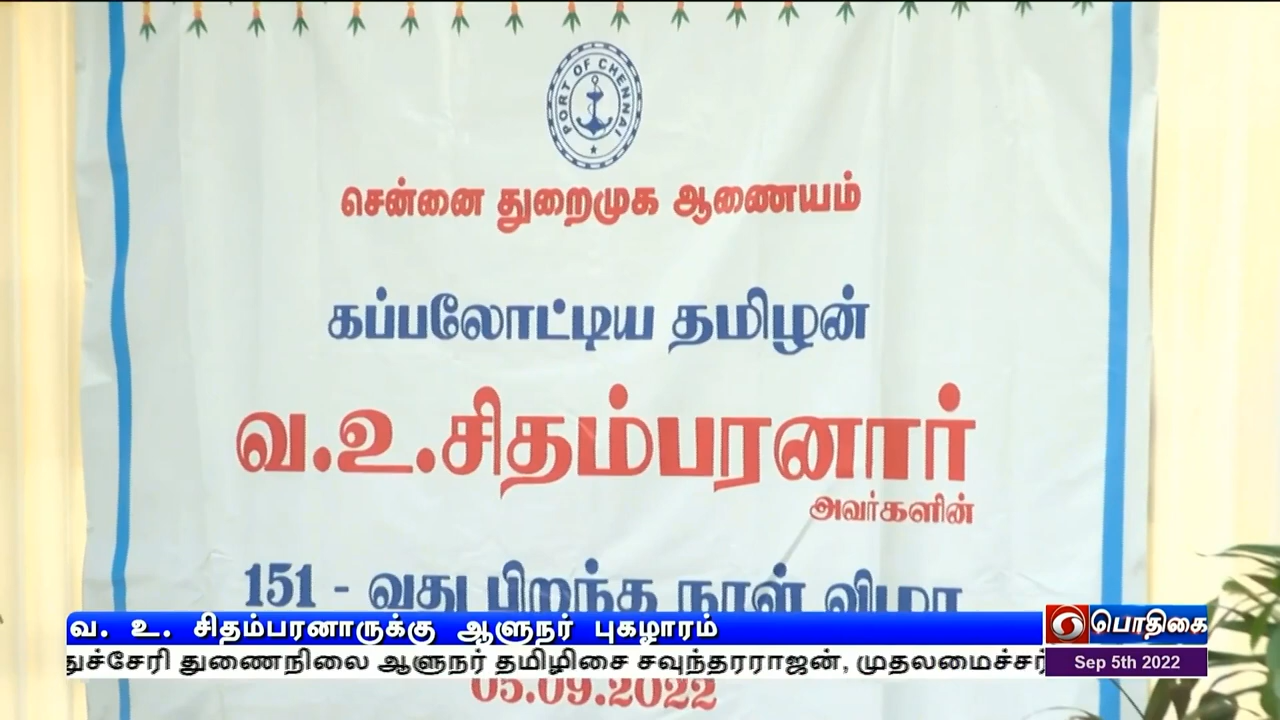 PORT OF CHENNAI
சென்னை துறைமுக ஆணையம்
கப்பலோட்டிய தமிழன்
வ.உ.சிதம்பரனார்
அவர்களின்
151 - வது பிறந்த நாள் விழா
வ. உ. சிதம்பரனாருக்கு ஆளுநர் புகழாரம்
பொதிகை
துச்சேரி துணைநிலை ஆளுநர் தமிழிசை சவுந்தரராஜன், முதலமைச்சர்
Sep 5th 2022
05.09.2022